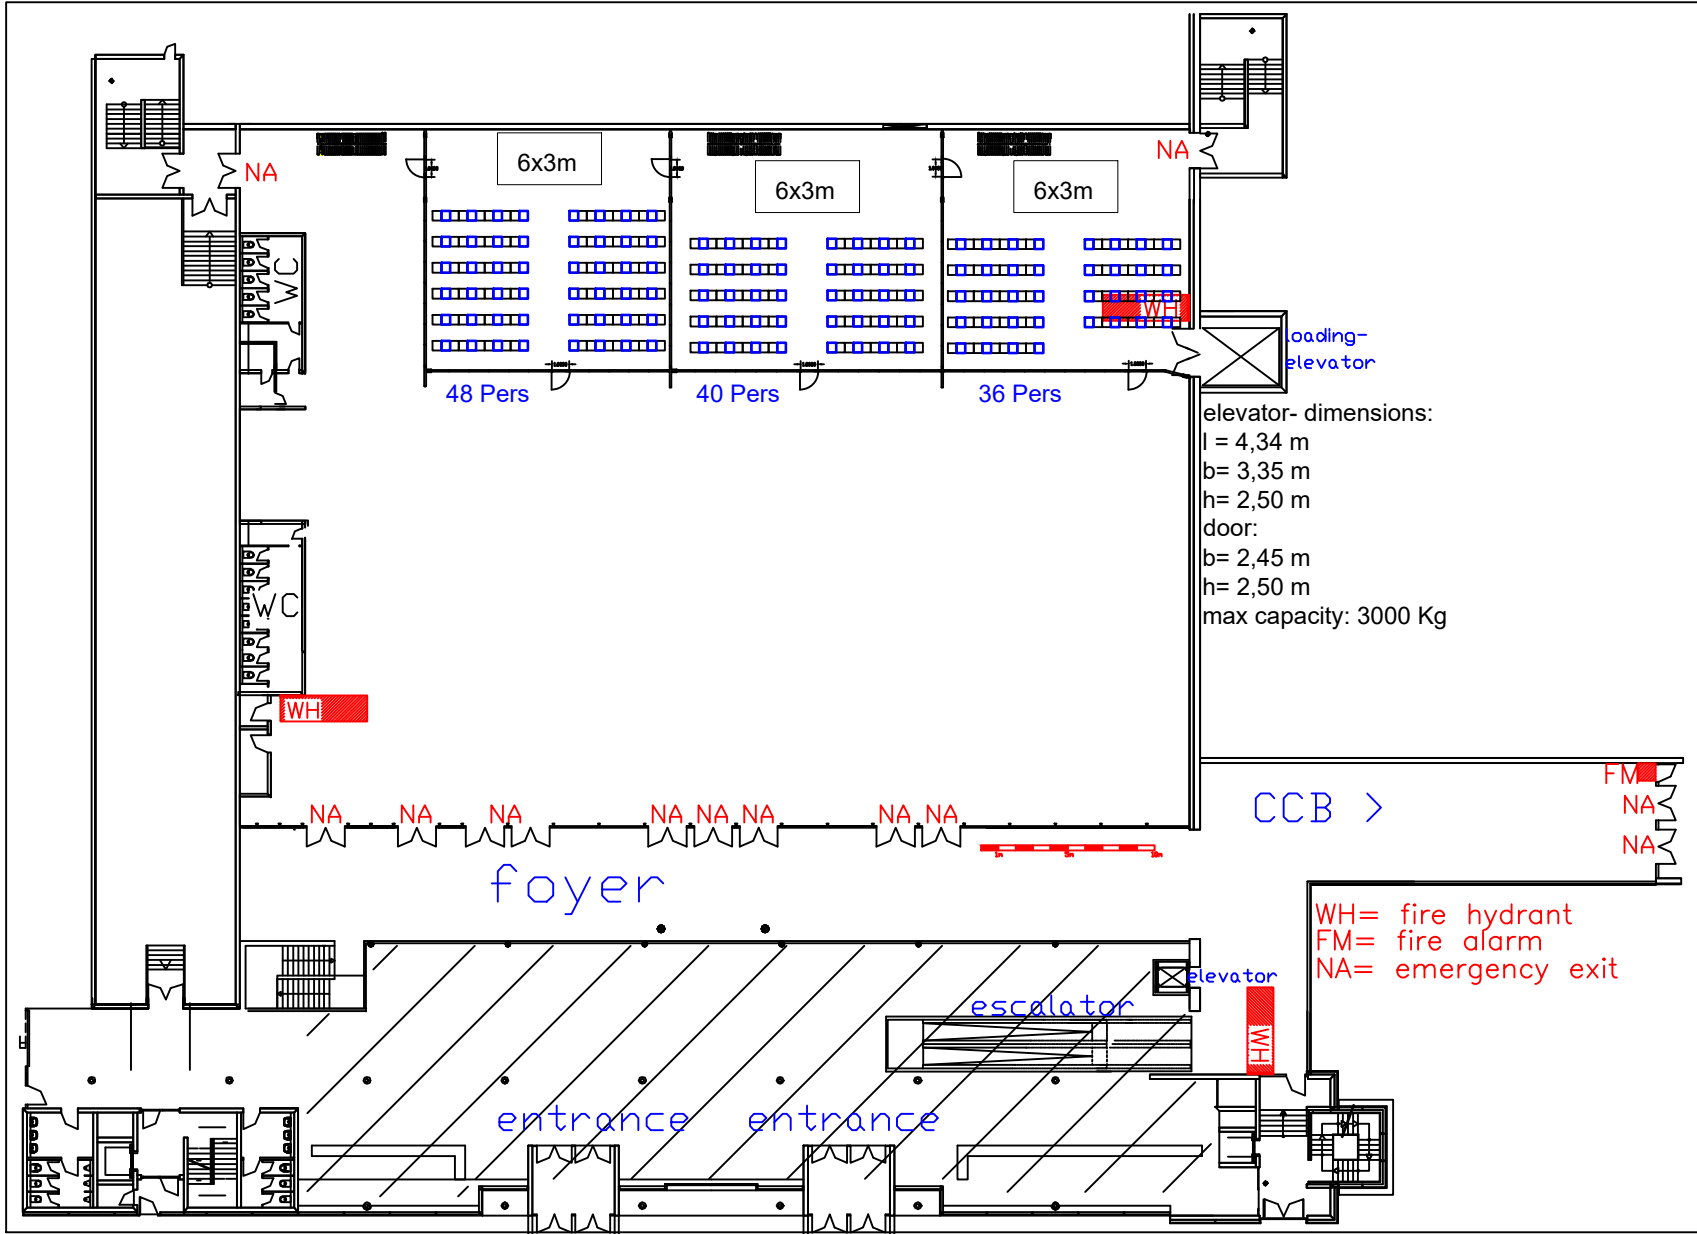 6x3m
6x3m
6x3m
NA
NA
WC
WH
48 Pers
40 Pers
36 Pers
loading-
elevator
elevator- dimensions:
l = 4,34 m
b= 3,35 m
h= 2,50 m
door:
b= 2,45 m
h= 2,50 m
max capacity: 3000 Kg
WC
WH
NA
NA
NA
NA
NA
NA
NA
NA
1m
5m
10m
CCB >
FM
NA
NA
foyer
WH= fire hydrant
FM= fire alarm
NA= emergency exit
elevator
escalator
WH
entrance
entrance